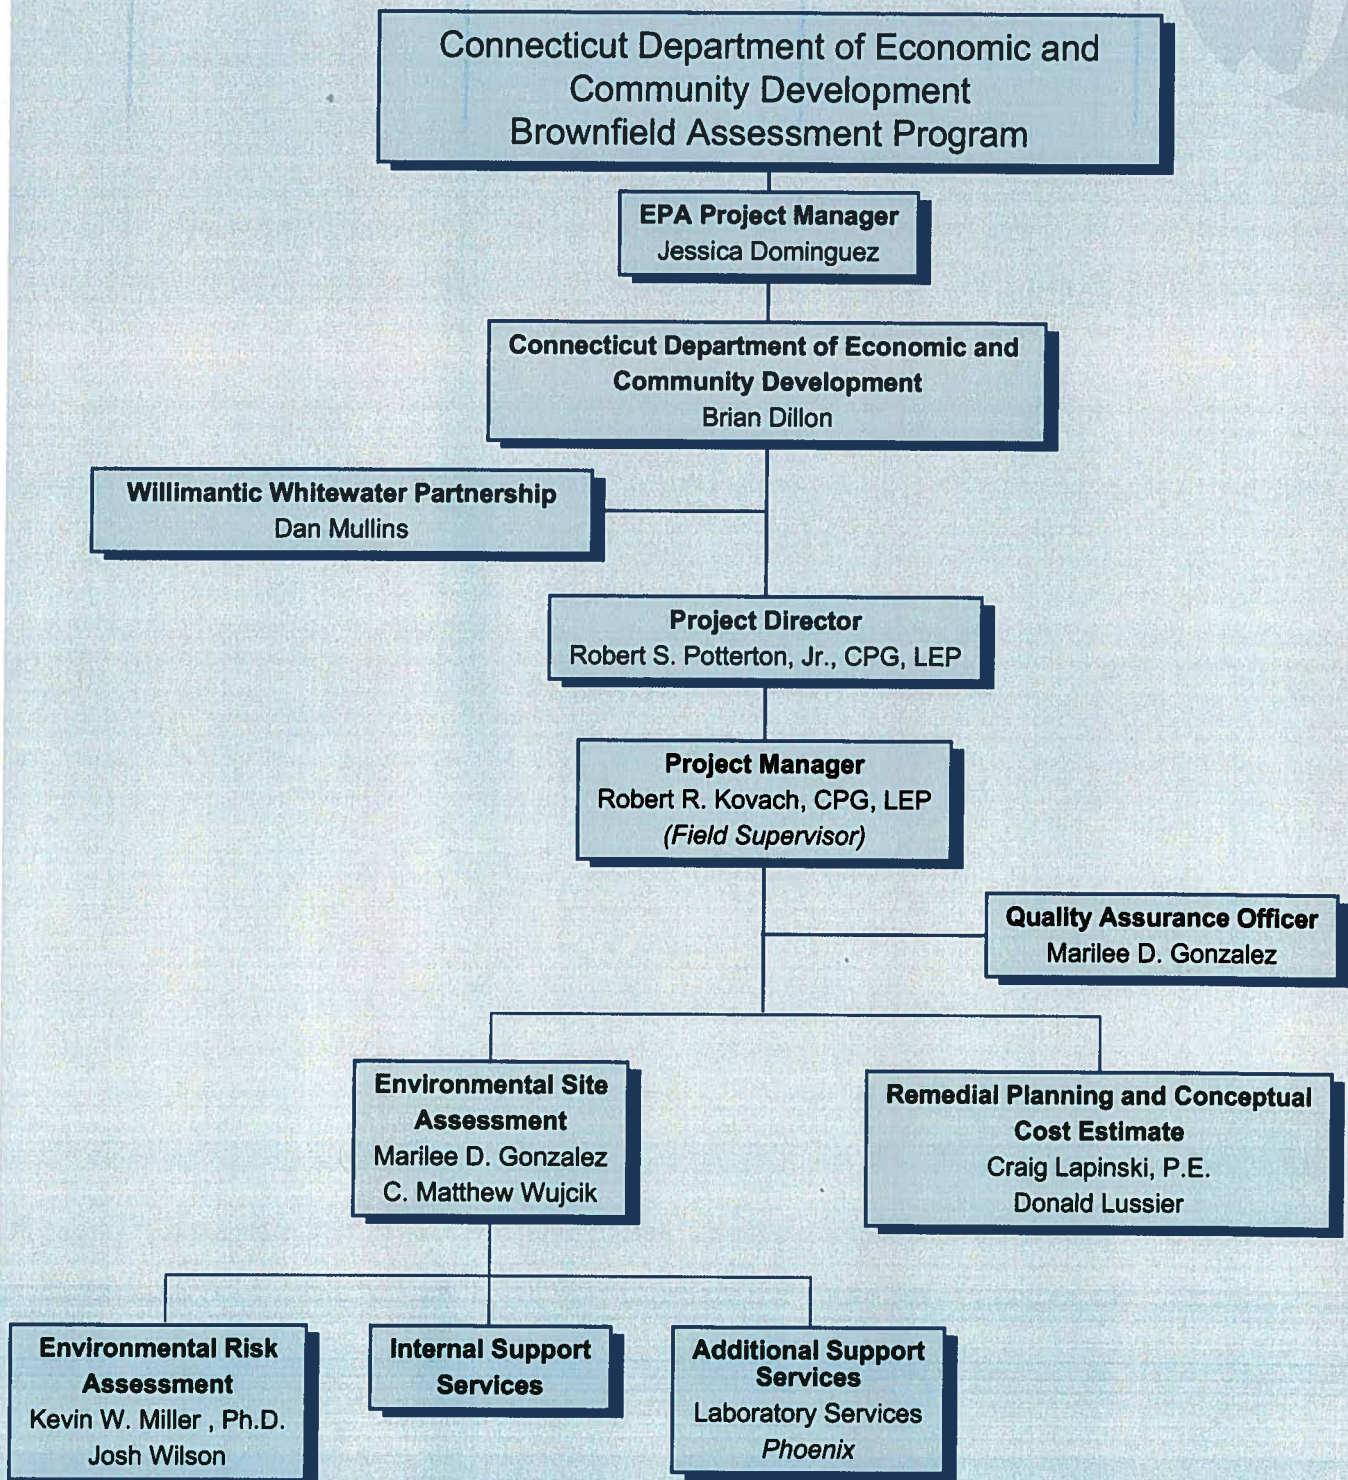 Connecticut Department of Economic and
Community Development
Brownfield Assessment Program
EPA Project Manager
Jessica Dominguez
Connecticut Department of Economic and
Community Development
Brian Dillon
Willimantic Whitewater Partnership
Dan Mullins
Project Director
Robert S. Potterton, Jr., CPG, LEP
Project Manager
Robert R. Kovach, CPG, LEP
(Field Supervisor)
Quality Assurance Officer
Marilee D. Gonzalez
Environmental Site
Assessment
Marilee D. Gonzalez
C. Matthew Wujcik
Remedial Planning and Conceptual
Cost Estimate
Craig Lapinski, P.E.
Donald Lussier
Environmental Risk
Assessment
Kevin W. Miller , Ph.D.
Josh Wilson
Internal Support
Services
Additional Support
Services
Laboratory Services
Phoenix